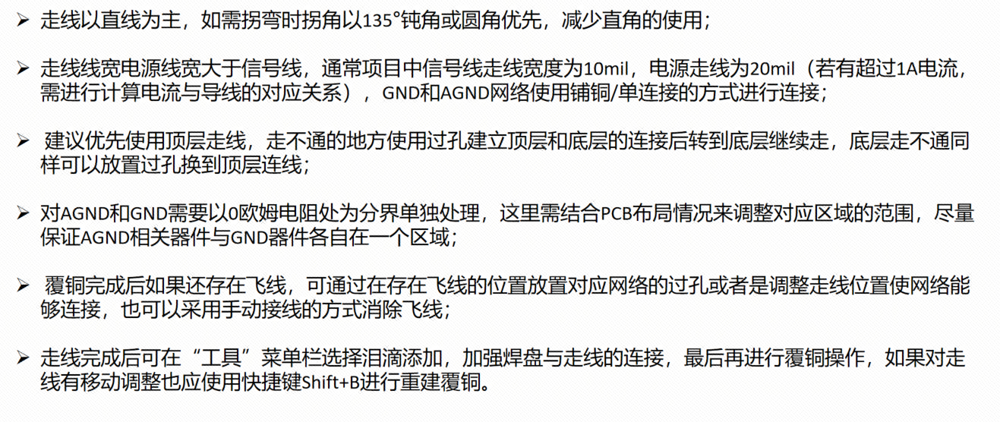 ➢ 走线以直线为主，如需拐弯时拐角以135°钝角或圆角优先，减少直角的使用；
➢ 走线线宽电源线宽大于信号线，通常项目中信号线走线宽度为10mil，电源走线为20mil（若有超过1A电流，
需进行计算电流与导线的对应关系），GND和AGND网络使用铺铜/单连接的方式进行连接；
➢ 建议优先使用顶层走线，走不通的地方使用过孔建立顶层和底层的连接后转到底层继续走，底层走不通同
样可以放置过孔换到顶层连线；
➢ 对AGND和GND需要以0欧姆电阻处为分界单独处理，这里需结合PCB布局情况来调整对应区域的范围，尽量
保证AGND相关器件与GND器件各自在一个区域；
➢ 覆铜完成后如果还存在飞线，可通过在存在飞线的位置放置对应网络的过孔或者是调整走线位置使网络能
够连接，也可以采用手动接线的方式消除飞线；
➢ 走线完成后可在“工具”菜单栏选择泪滴添加，加强焊盘与走线的连接，最后再进行覆铜操作，如果对走
线有移动调整也应使用快捷键Shift+B进行重建覆铜。